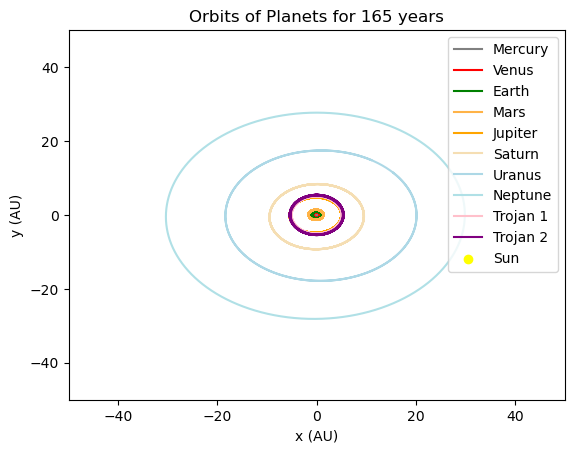 Orbits of Planets for 165 years
40
20
0
−20
−40
y (AU)
−40
−20
0
20
40
x (AU)
Mercury
Venus
Earth
Mars
Jupiter
Saturn
Uranus
Neptune
Trojan 1
Trojan 2
Sun